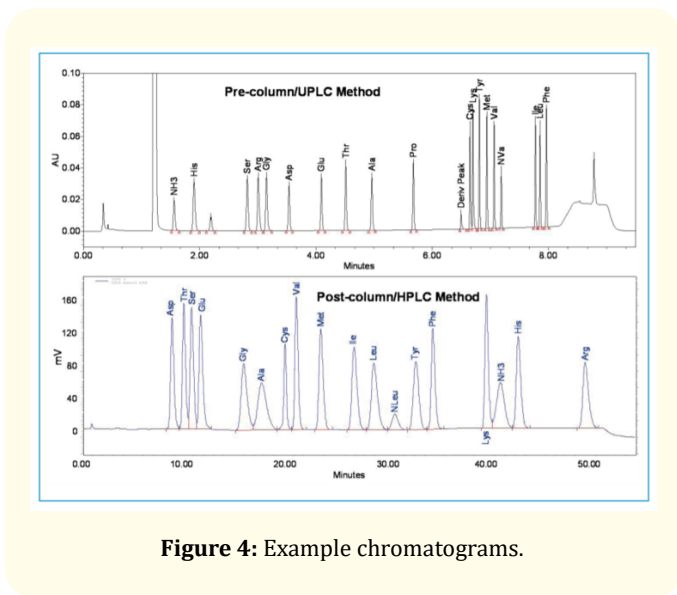 Pre-column/UPLC Method
AU
0.10
0.08
0.06
0.04
0.02
0.00
NH3 His Ser Arg Gly Asp Glu Thr Ala Pro Deriv Peak Cys Lys Tyr Met Val NVa Ile Leu Phe
0.00 2.00 4.00 6.00 8.00
Minutes
Post-column/HPLC Method
mV
160
120
80
40
0
Asp Thr Ser Glu Gly Ala Cys Val Met Ile Leu NLeu Tyr Phe Lys NH3 His Arg
0.00 10.00 20.00 30.00 40.00 50.00
Minutes
Figure 4: Example chromatograms.